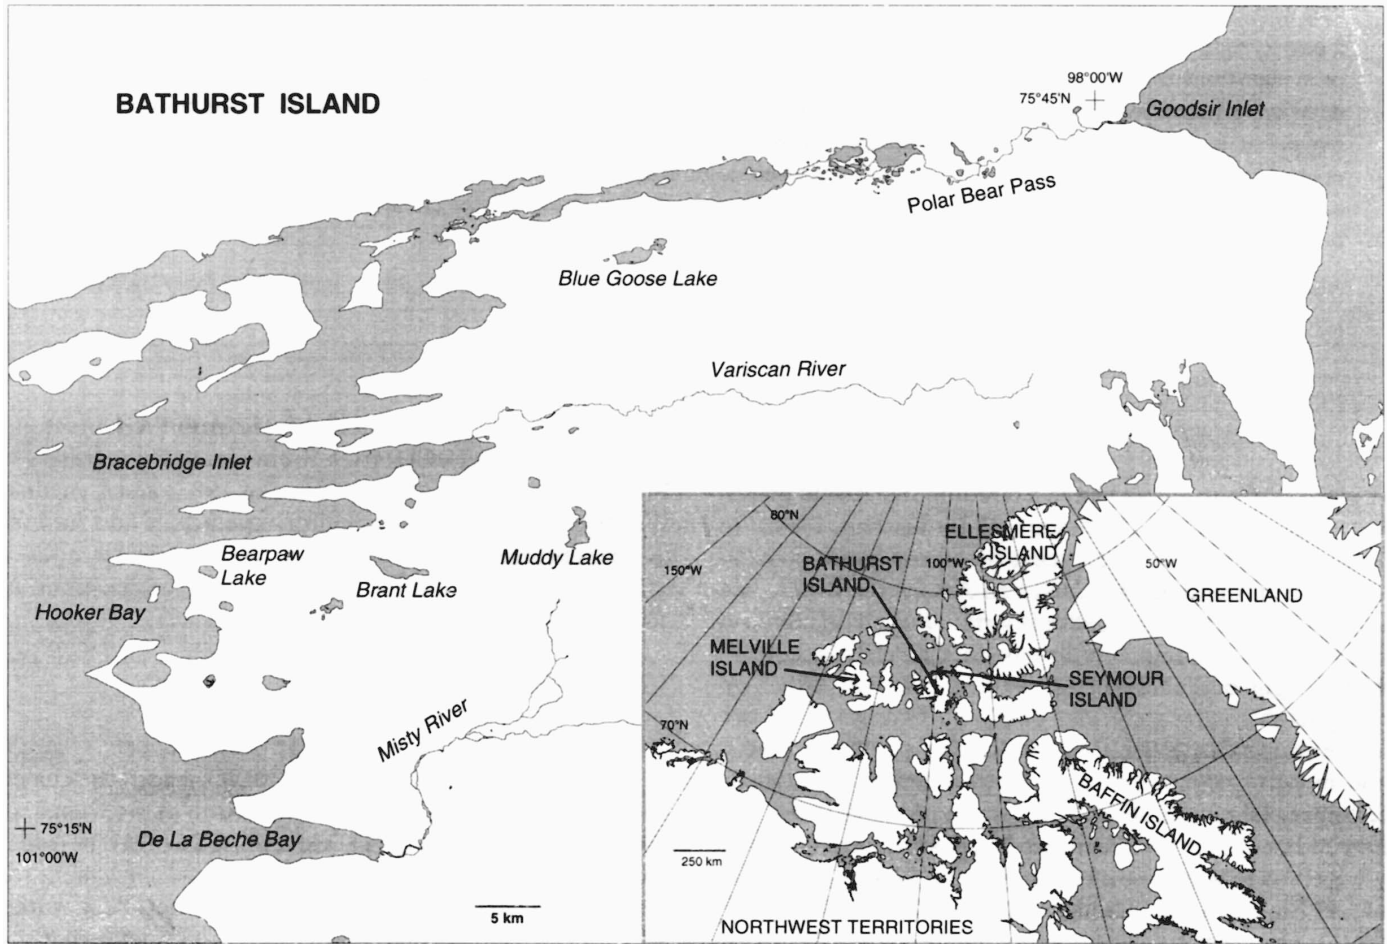 BATHURST ISLAND
98°00'W
75°45'N
Goodsir Inlet
Polar Bear Pass
Blue Goose Lake
Variscan River
Bracebridge Inlet
Bearpaw
Lake
Muddy Lake
Brant Lake
Hooker Bay
Misty River
75°15'N
101°00'W
De La Beche Bay
5 km
80°N
ELLESMERE
ISLAND
150°W
BATHURST
ISLAND
100°W
50°W
GREENLAND
MELVILLE
ISLAND
SEYMOUR
ISLAND
70°N
BAFFIN ISLAND
250 km
NORTHWEST TERRITORIES